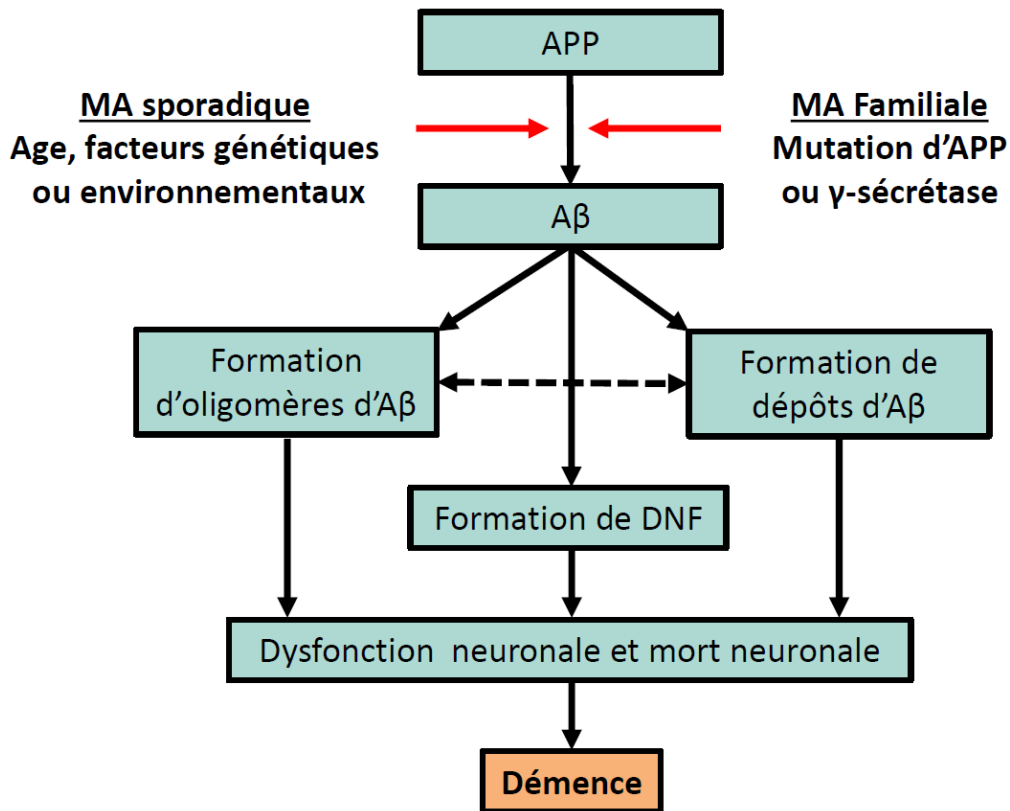 APP
MA sporadique
Age, facteurs génétiques
ou environnementaux
MA Familiale
Mutation d’APP
ou γ-sécrétase
Aβ
Formation
d’oligomères d’Aβ
Formation de
dépôts d’Aβ
Formation de DNF
Dysfonction neuronale et mort neuronale
Démence